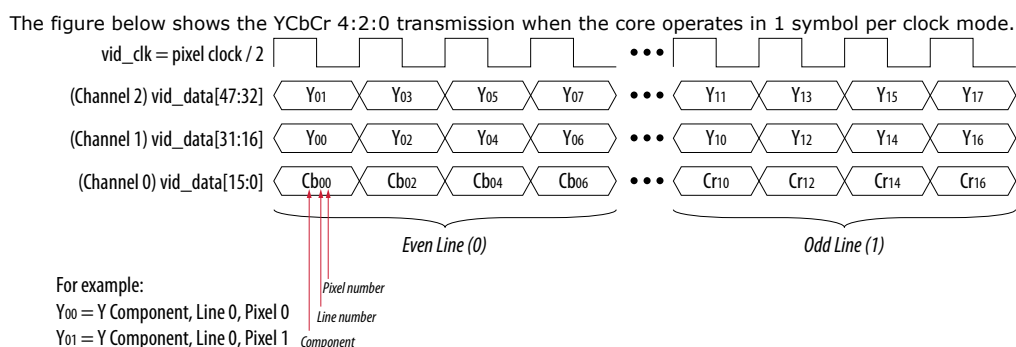 The figure below shows the YCbCr 4:2:0 transmission when the core operates in 1 symbol per clock mode.
vid_clk = pixel clock / 2
(Channel 2) vid_data[47:32] Y01 Y03 Y05 Y07 ••• Y11 Y13 Y15 Y17
(Channel 1) vid_data[31:16] Y00 Y02 Y04 Y06 ••• Y10 Y12 Y14 Y16
(Channel 0) vid_data[15:0] Cb00 Cb02 Cb04 Cb06 ••• Cr10 Cr12 Cr14 Cr16
Even Line (0) Odd Line (1)
For example:
Pixel number
Y00 = Y Component, Line 0, Pixel 0
Line number
Y01 = Y Component, Line 0, Pixel 1
Component